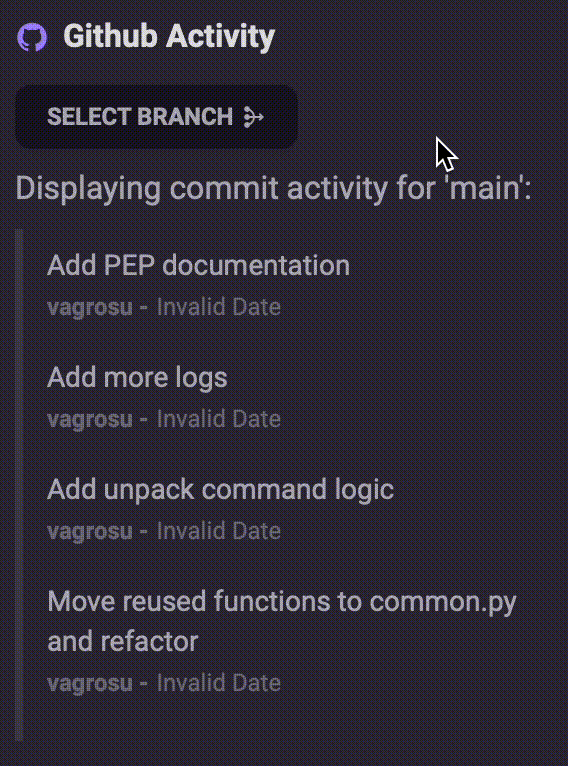 Github Activity
SELECT BRANCH
Displaying commit activity for 'main':
Add PEP documentation
vagrosu - Invalid Date
Add more logs
vagrosu - Invalid Date
Add unpack command logic
vagrosu - Invalid Date
Move reused functions to common.py
and refactor
vagrosu - Invalid Date